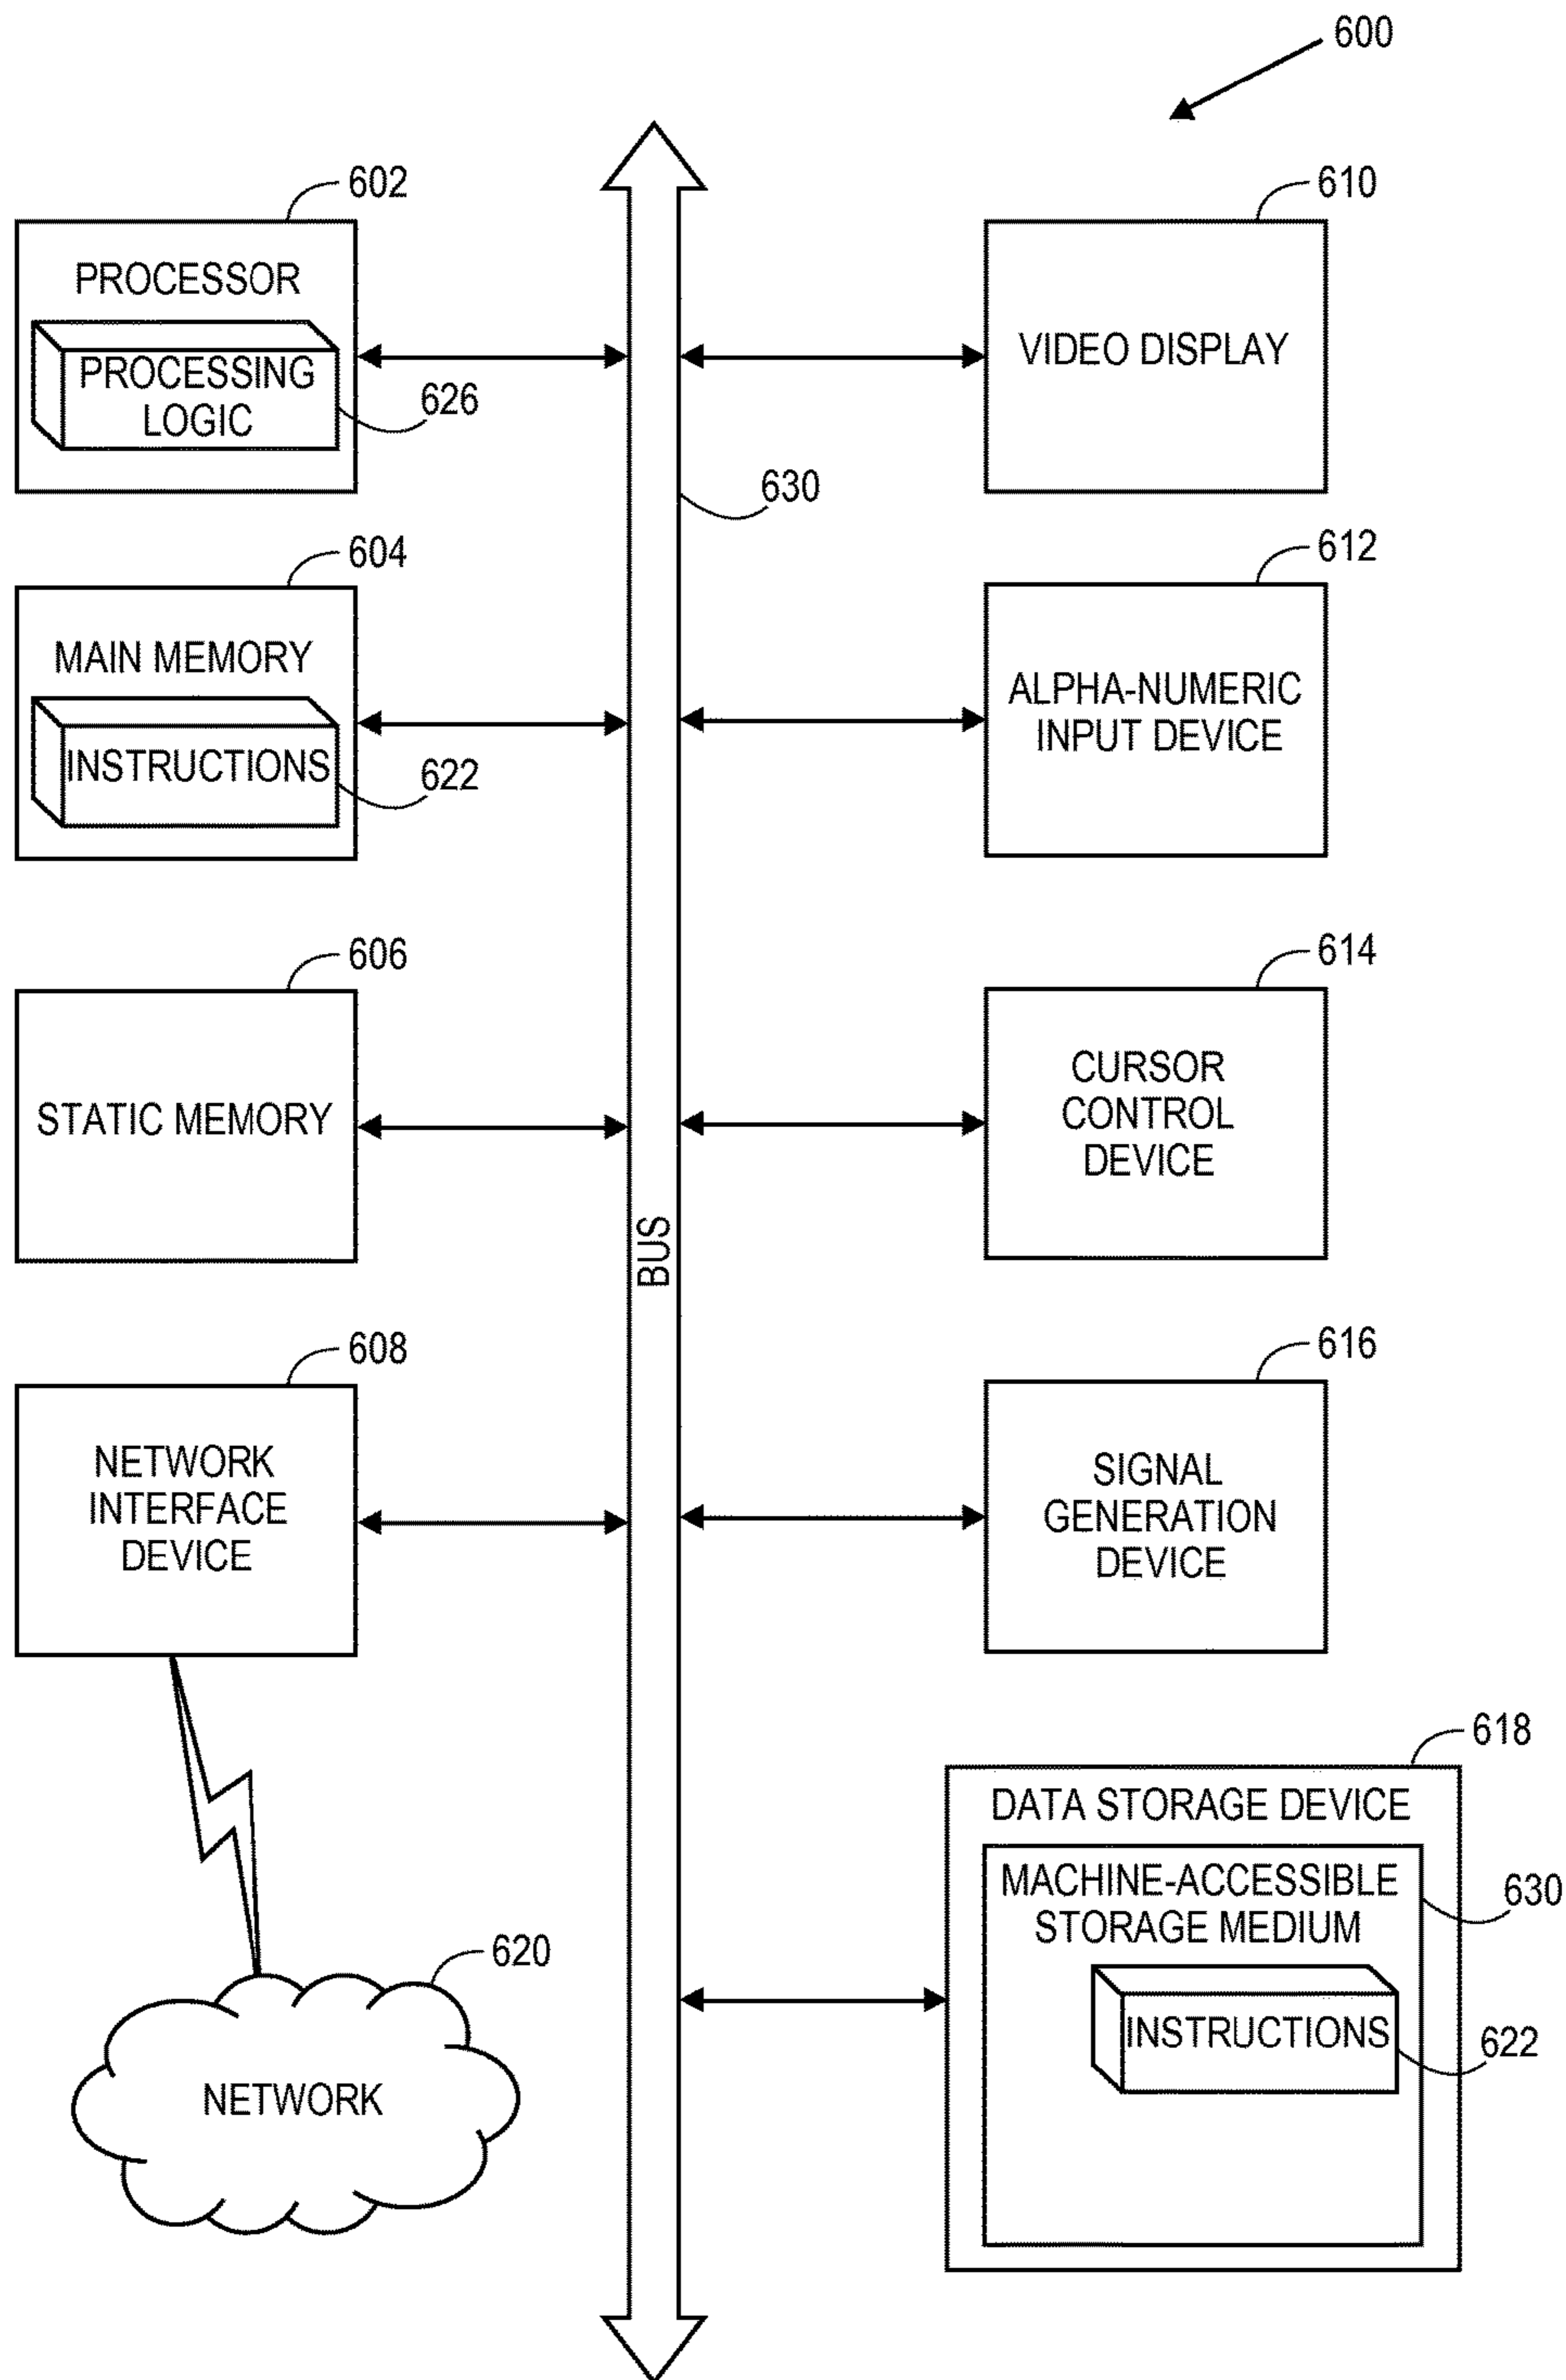 600
602
PROCESSOR
PROCESSING
LOGIC
626
604
MAIN MEMORY
INSTRUCTIONS
622
606
STATIC MEMORY
608
NETWORK
INTERFACE
DEVICE
620
NETWORK
630
BUS
610
VIDEO DISPLAY
612
ALPHA-NUMERIC
INPUT DEVICE
614
CURSOR
CONTROL
DEVICE
616
SIGNAL
GENERATION
DEVICE
618
DATA STORAGE DEVICE
MACHINE-ACCESSIBLE
STORAGE MEDIUM
630
INSTRUCTIONS
622